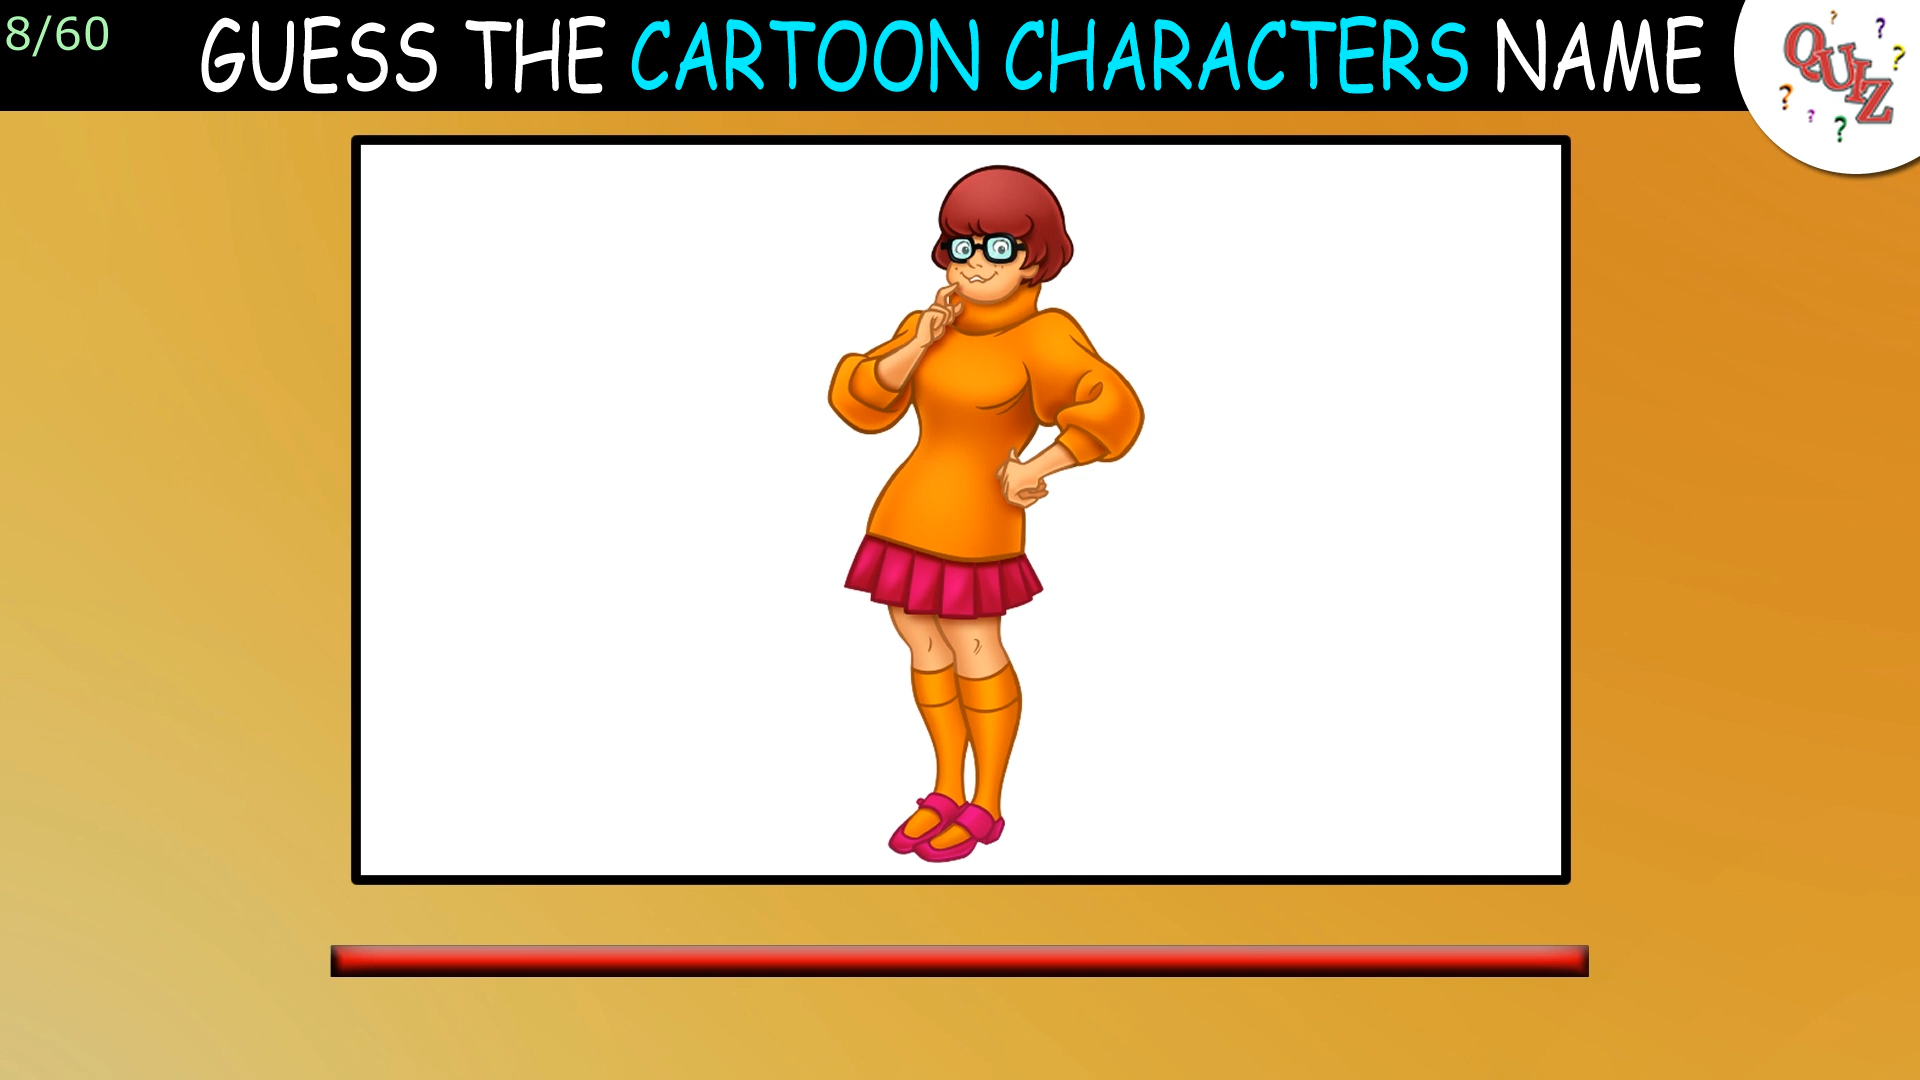 8/60
GUESS THE CARTOON CHARACTERS NAME
QUIZ
? ? ? ? ? ?